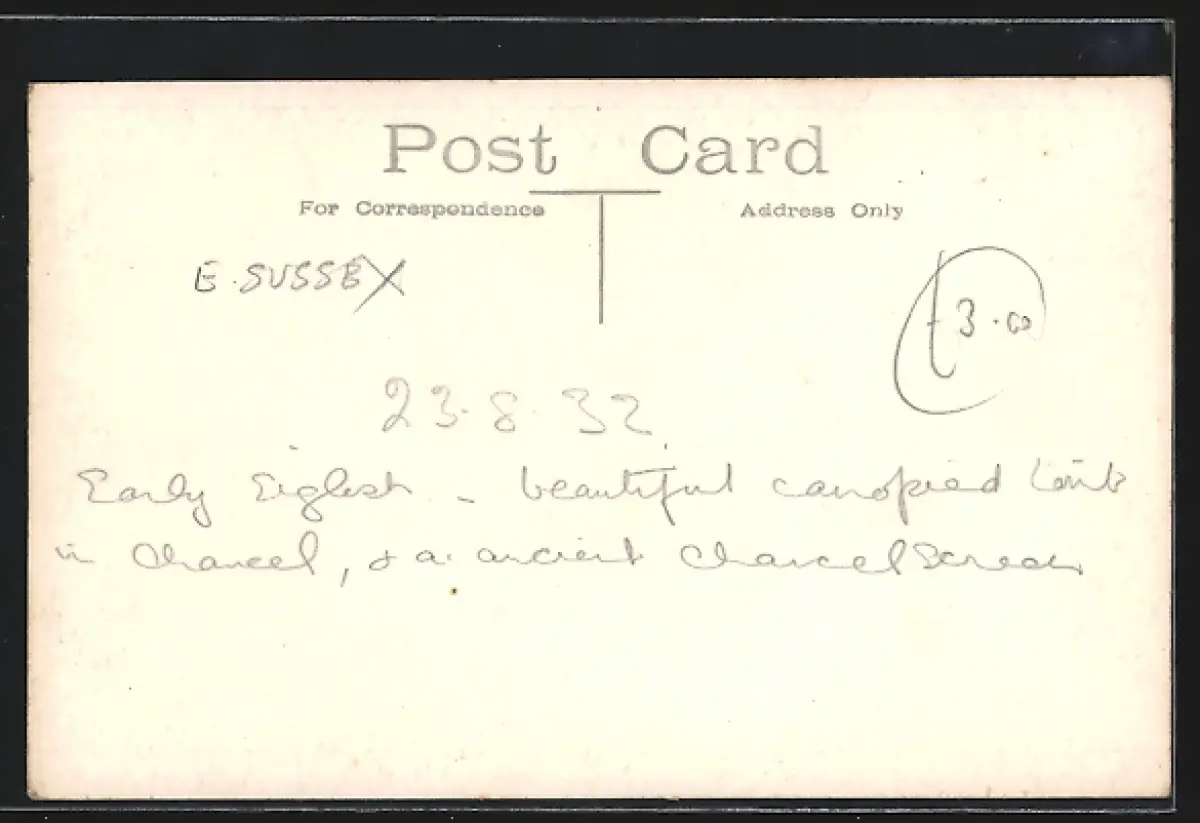 Post Card
For Correspondence
Address Only
E. SUSSEX
£3.00
23.8.32
Early English - beautiful canopied tomb
in Chancel, & a ancient Chancel Screen